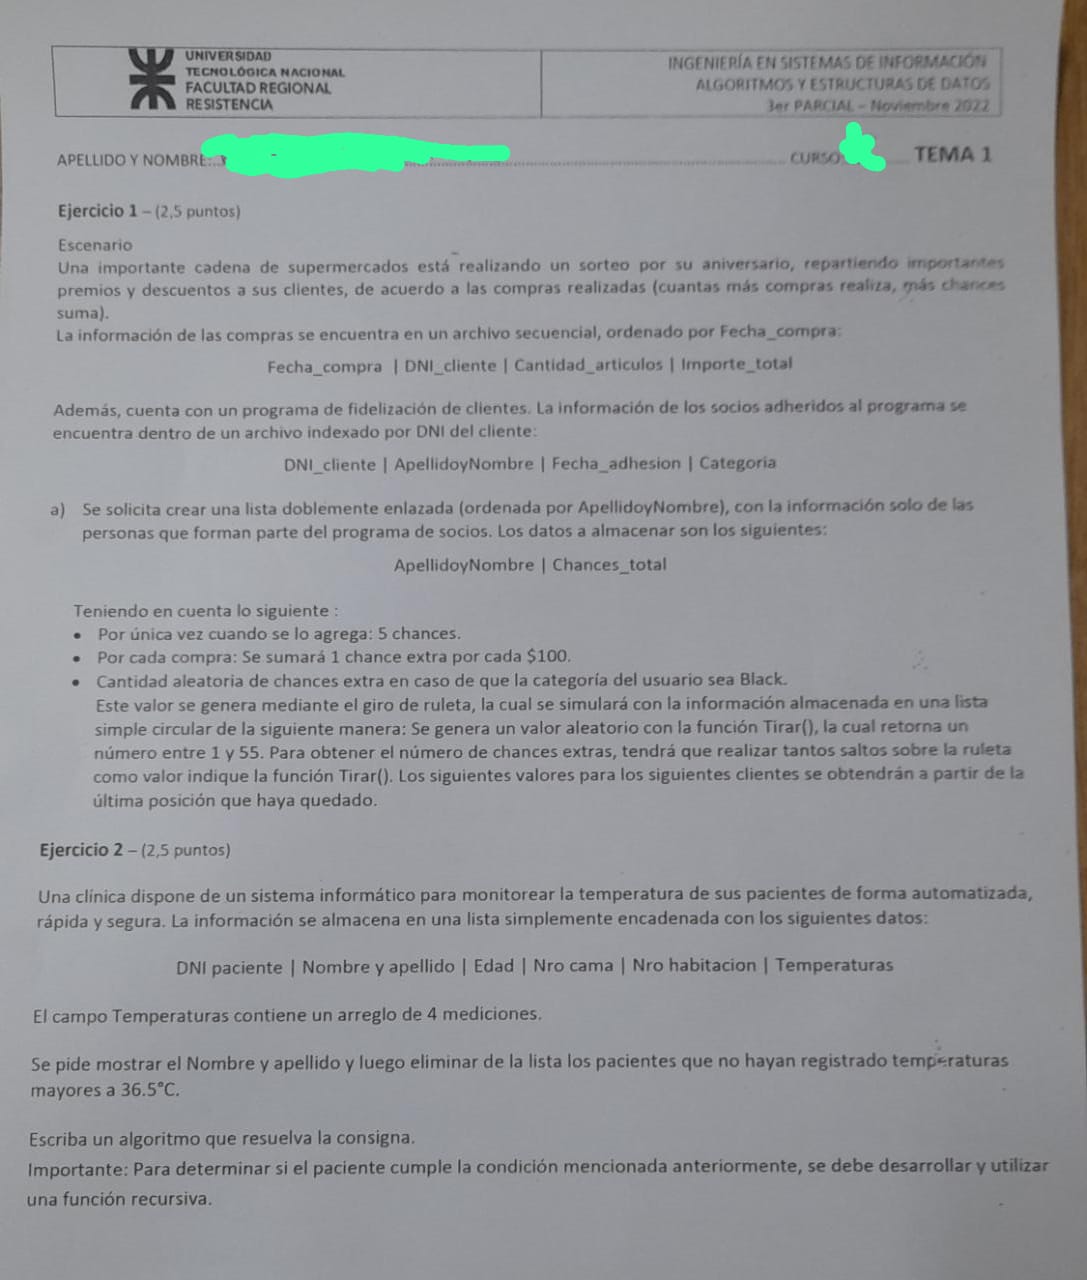 UNIVERSIDAD
TECNOLÓGICA NACIONAL
FACULTAD REGIONAL
RESISTENCIA
INGENIERÍA EN SISTEMAS DE INFORMACIÓN
ALGORITMOS Y ESTRUCTURAS DE DATOS
3er PARCIAL – Noviembre 2022
APELLIDO Y NOMBRE: CURSO: TEMA 1
Ejercicio 1 – (2,5 puntos)
Escenario
Una importante cadena de supermercados está realizando un sorteo por su aniversario, repartiendo importantes
premios y descuentos a sus clientes, de acuerdo a las compras realizadas (cuantas más compras realiza, más chances
suma).
La información de las compras se encuentra en un archivo secuencial, ordenado por Fecha_compra:
Fecha_compra | DNI_cliente | Cantidad_articulos | Importe_total
Además, cuenta con un programa de fidelización de clientes. La información de los socios adheridos al programa se
encuentra dentro de un archivo indexado por DNI del cliente:
DNI_cliente | ApellidoyNombre | Fecha_adhesion | Categoria
a) Se solicita crear una lista doblemente enlazada (ordenada por ApellidoyNombre), con la información solo de las
personas que forman parte del programa de socios. Los datos a almacenar son los siguientes:
ApellidoyNombre | Chances_total
Teniendo en cuenta lo siguiente :
• Por única vez cuando se lo agrega: 5 chances.
• Por cada compra: Se sumará 1 chance extra por cada $100.
• Cantidad aleatoria de chances extra en caso de que la categoría del usuario sea Black.
Este valor se genera mediante el giro de ruleta, la cual se simulará con la información almacenada en una lista
simple circular de la siguiente manera: Se genera un valor aleatorio con la función Tirar(), la cual retorna un
número entre 1 y 55. Para obtener el número de chances extras, tendrá que realizar tantos saltos sobre la ruleta
como valor indique la función Tirar(). Los siguientes valores para los siguientes clientes se obtendrán a partir de la
última posición que haya quedado.
Ejercicio 2 – (2,5 puntos)
Una clínica dispone de un sistema informático para monitorear la temperatura de sus pacientes de forma automatizada,
rápida y segura. La información se almacena en una lista simplemente encadenada con los siguientes datos:
DNI paciente | Nombre y apellido | Edad | Nro cama | Nro habitacion | Temperaturas
El campo Temperaturas contiene un arreglo de 4 mediciones.
Se pide mostrar el Nombre y apellido y luego eliminar de la lista los pacientes que no hayan registrado temperaturas
mayores a 36.5°C.
Escriba un algoritmo que resuelva la consigna.
Importante: Para determinar si el paciente cumple la condición mencionada anteriormente, se debe desarrollar y utilizar
una función recursiva.